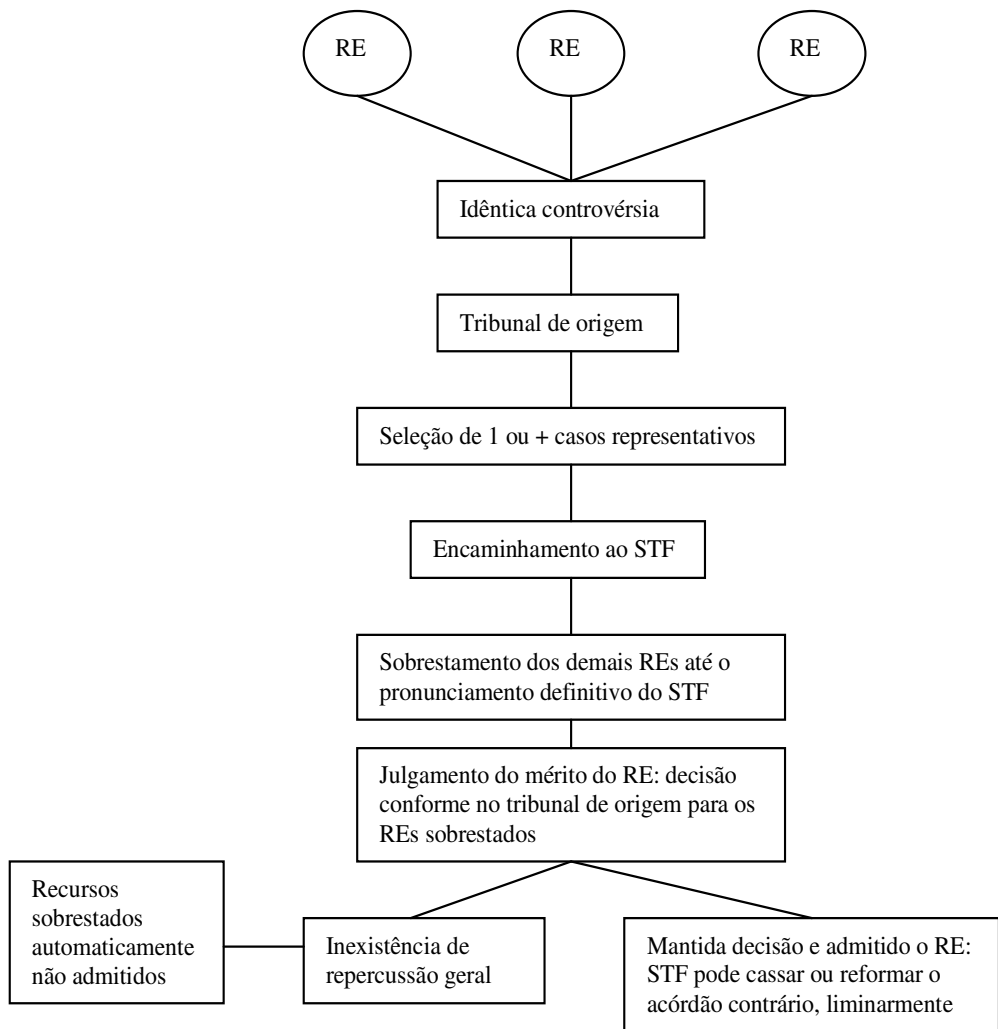 RE
RE
RE
Idêntica controvérsia
Tribunal de origem
Seleção de 1 ou + casos representativos
Encaminhamento ao STF
Sobrestamento dos demais REs até o
pronunciamento definitivo do STF
Julgamento do mérito do RE: decisão
conforme no tribunal de origem para os
REs sobrestados
Recursos
sobrestados
automaticamente
não admitidos
Inexistência de
repercussão geral
Mantida decisão e admitido o RE:
STF pode cassar ou reformar o
acórdão contrário, liminarmente